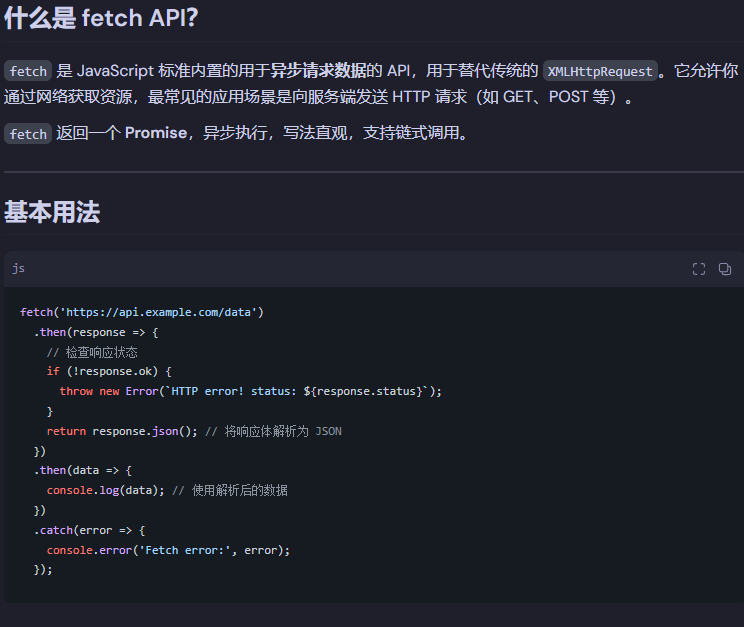 什么是 fetch API？
fetch 是 JavaScript 标准内置的用于异步请求数据的 API，用于替代传统的 XMLHttpRequest。它允许你
通过网络获取资源，最常见的应用场景是向服务端发送 HTTP 请求（如 GET、POST 等）。
fetch 返回一个 Promise，异步执行，写法直观，支持链式调用。
基本用法
js
fetch('https://api.example.com/data')
  .then(response => {
    // 检查响应状态
    if (!response.ok) {
      throw new Error(`HTTP error! status: ${response.status}`);
    }
    return response.json(); // 将响应体解析为 JSON
  })
  .then(data => {
    console.log(data); // 使用解析后的数据
  })
  .catch(error => {
    console.error('Fetch error:', error);
  });